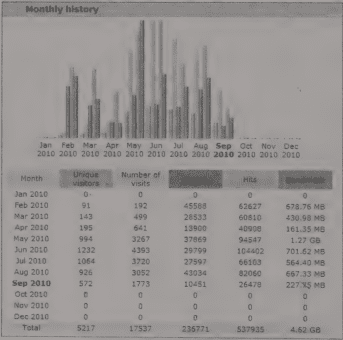 Monthly history
Jan Feb Mar Apr May Jun Jul Aug Sep Oct Nov Dec
2010 2010 2010 2010 2010 2010 2010 2010 2010 2010 2010 2010
Month Unique visitors Number of visits Hits
Jan 2010 0 0 0 0 0
Feb 2010 91 192 45588 62627 678.76 MB
Mar 2010 143 499 28533 60810 430.98 MB
Apr 2010 195 641 13900 40908 161.35 MB
May 2010 994 3267 37869 94547 1.27 GB
Jun 2010 1232 4393 29799 104402 701.62 MB
Jul 2010 1064 3720 27597 66103 564.40 MB
Aug 2010 926 3052 43034 82060 667.33 MB
Sep 2010 572 1773 10451 26478 MB
Oct 2010 0 0 0 0 0
Nov 2010 0 0 0 0 0
Dec 2010 0 0 0 0 0
Total 5217 17537 537935 4.62 GB